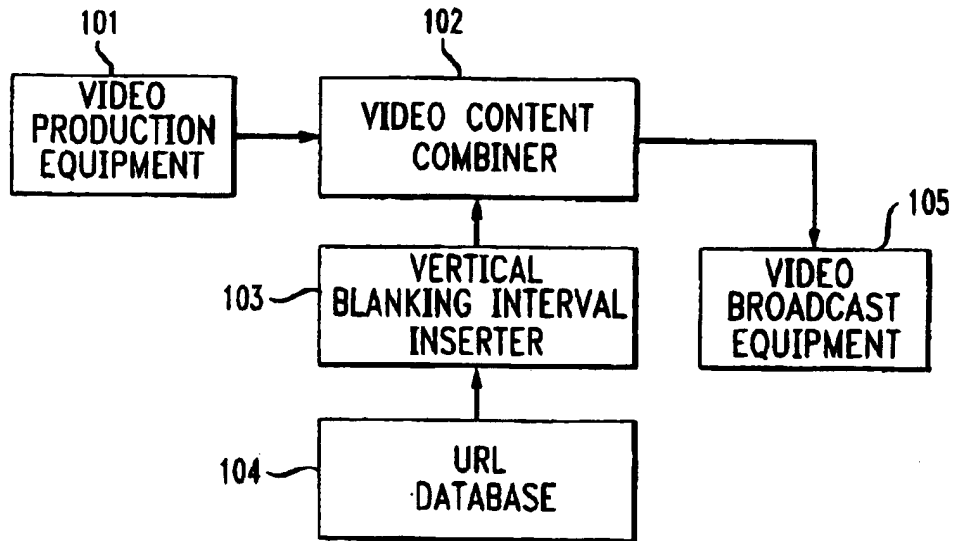 101
VIDEO
PRODUCTION
EQUIPMENT
102
VIDEO CONTENT
COMBINER
103
VERTICAL
BLANKING INTERVAL
INSERTER
105
VIDEO
BROADCAST
EQUIPMENT
104
URL
DATABASE